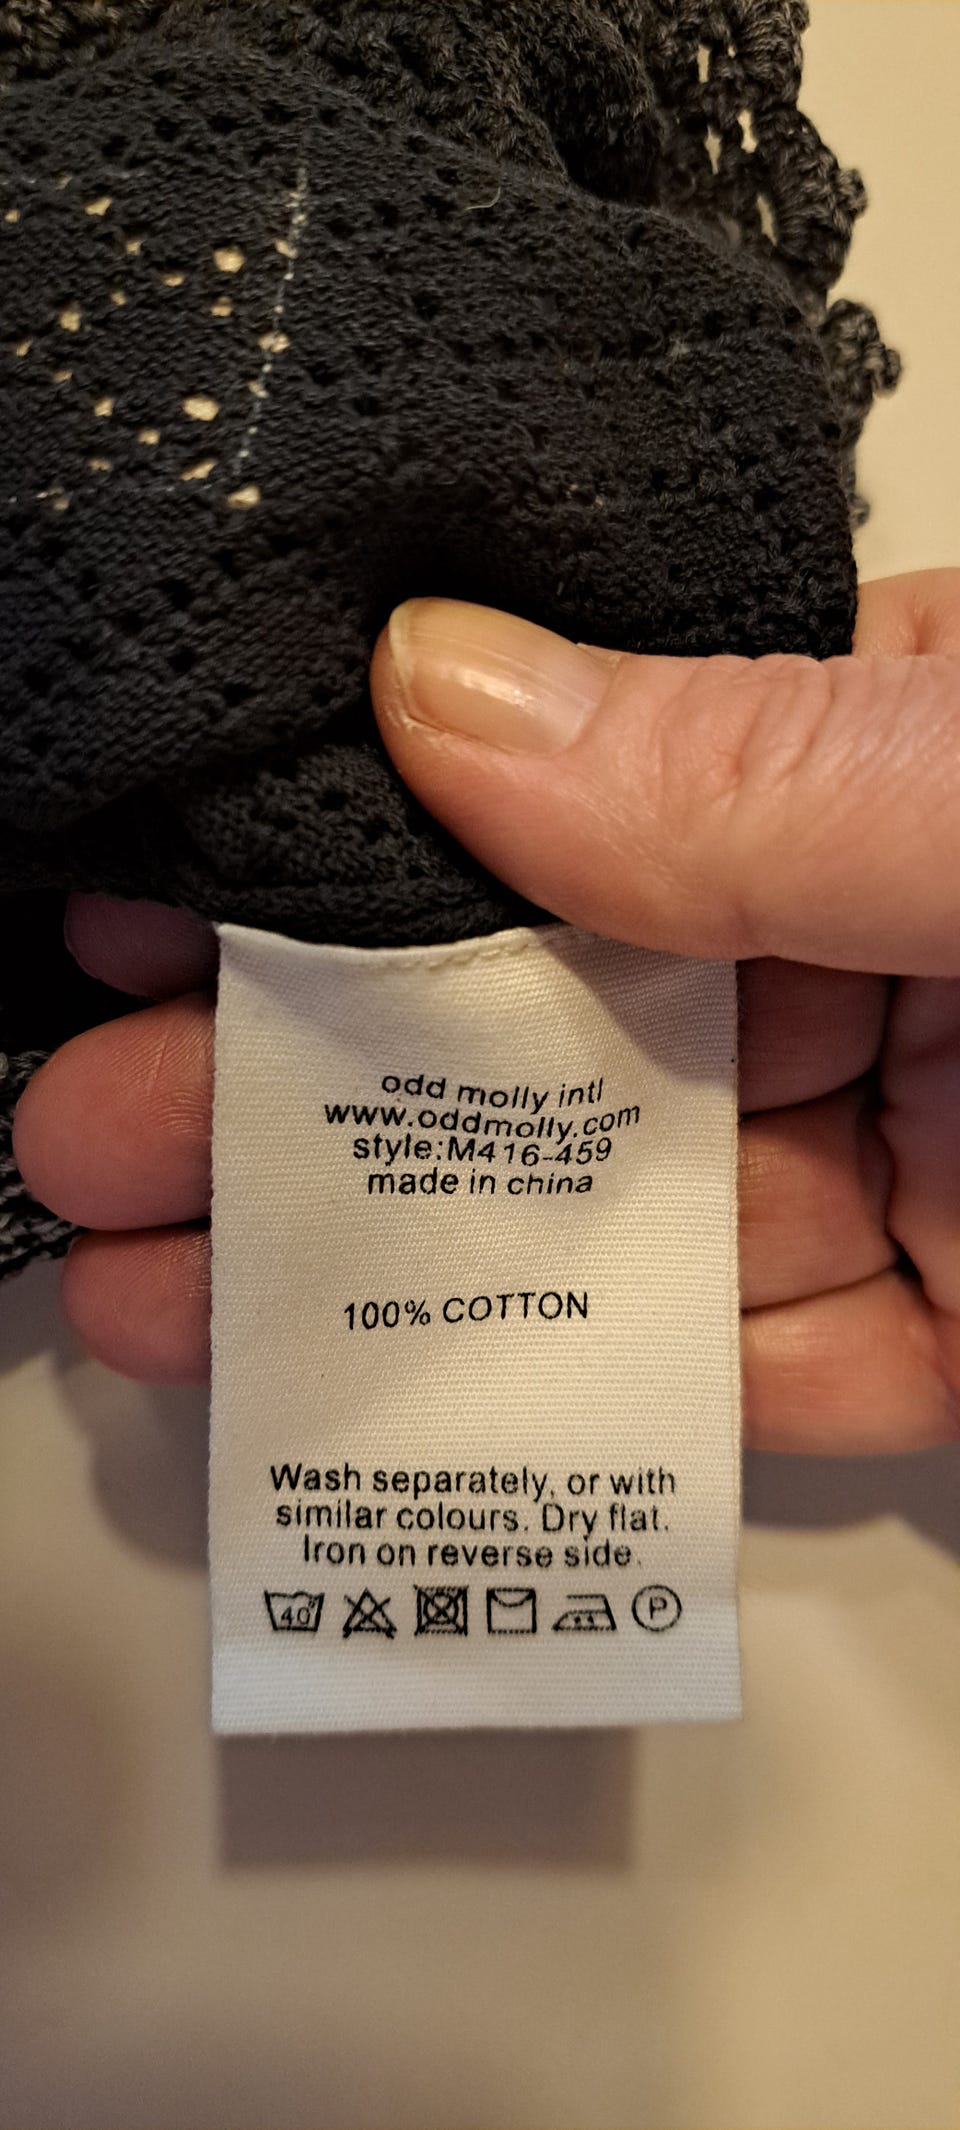 odd molly intl
www.oddmolly.com
style:M416-459
made in china
100% COTTON
Wash separately, or with
similar colours. Dry flat.
Iron on reverse side.
40°
P